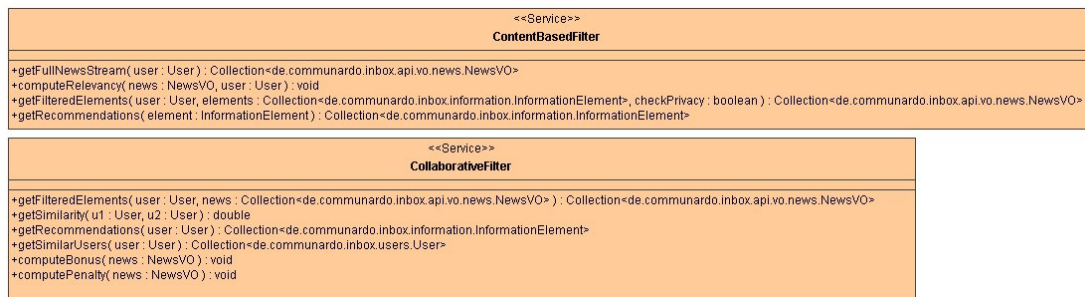 <<Service>>
ContentBasedFilter
+getFullNewsStream( user : User ) : Collection<de.communardo.inbox.api.vo.news.NewsVO>
+computeRelevancy( news : NewsVO, user : User ) : void
+getFilteredElements( user : User, elements : Collection<de.communardo.inbox.information.InformationElement>, checkPrivacy : boolean ) : Collection<de.communardo.inbox.api.vo.news.NewsVO>
+getRecommendations( element : InformationElement ) : Collection<de.communardo.inbox.information.InformationElement>
<<Service>>
CollaborativeFilter
+getFilteredElements( user : User, news : Collection<de.communardo.inbox.api.vo.news.NewsVO> ) : Collection<de.communardo.inbox.api.vo.news.NewsVO>
+getSimilarity( u1 : User, u2 : User ) : double
+getRecommendations( user : User ) : Collection<de.communardo.inbox.information.InformationElement>
+getSimilarUsers( user : User ) : Collection<de.communardo.inbox.users.User>
+computeBonus( news : NewsVO ) : void
+computePenalty( news : NewsVO ) : void